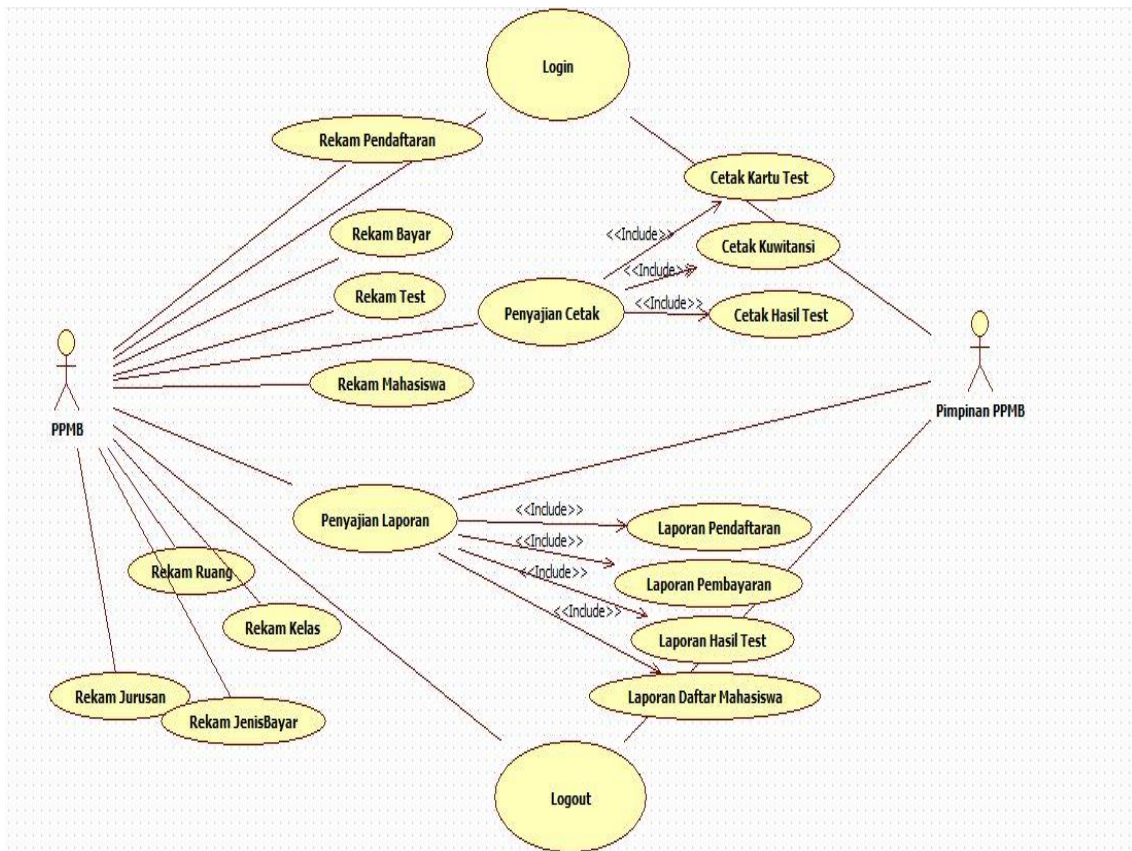 Login
Rekam Pendaftaran
Cetak Kartu Test
Rekam Bayar
<<Include>>
Cetak Kuwitansi
<<Include>>
Rekam Test
<<Include>>
Penyajian Cetak
Cetak Hasil Test
Rekam Mahasiswa
PPMB
Pimpinan PPMB
<<Include>>
Penyajian Laporan
Laporan Pendaftaran
<<Include>>
<<Include>>
Rekam Ruang
Laporan Pembayaran
<<Include>>
Rekam Kelas
Laporan Hasil Test
Rekam Jurusan
Laporan Daftar Mahasiswa
Rekam JenisBayar
Logout